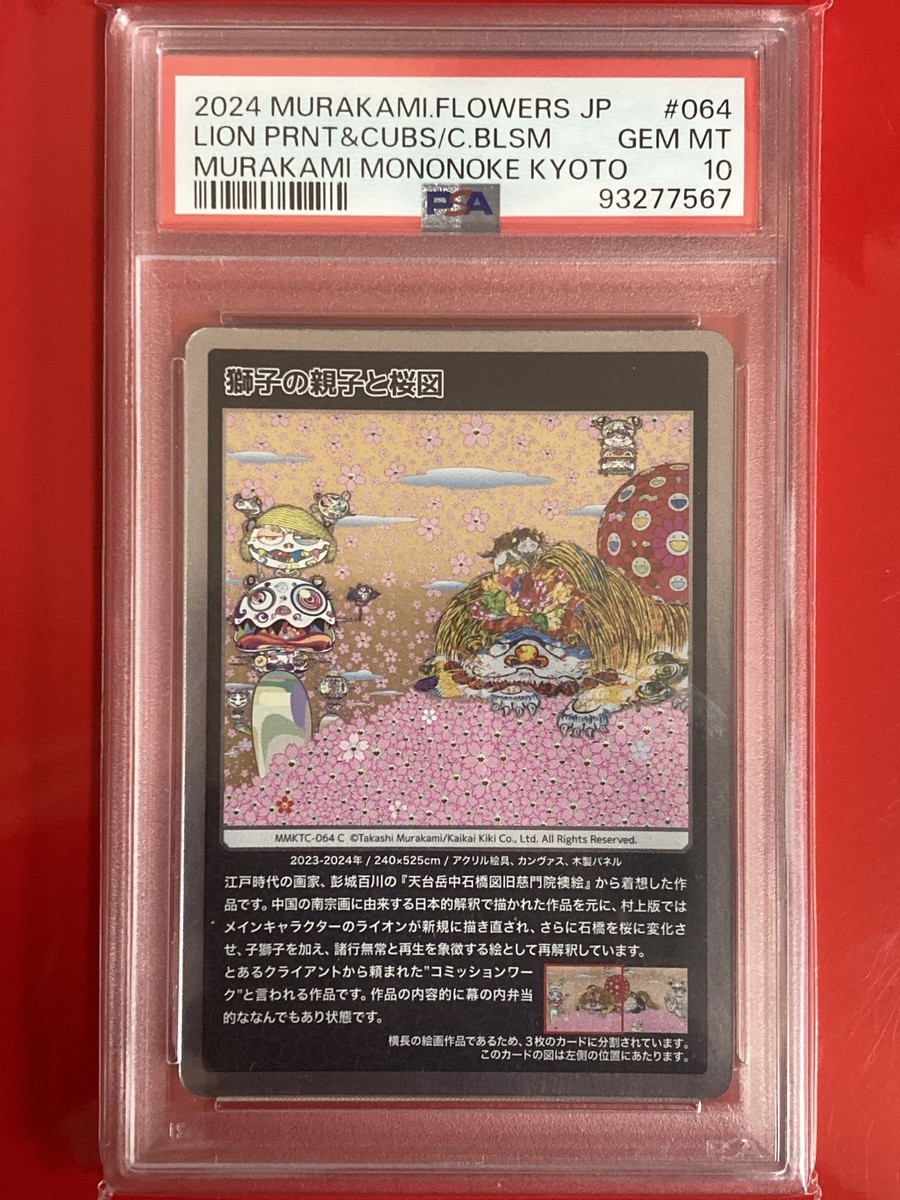 2024 MURAKAMI.FLOWERS JP #064
LION PRNT&CUBS/C.BLSM GEM MT
MURAKAMI MONONOKE KYOTO 10
PSA 93277567
獅子の親子と桜図
MMKTC-064 C ©Takashi Murakami/Kaikai Kiki Co., Ltd. All Rights Reserved.
2023-2024年 / 240×525cm / アクリル絵具、カンヴァス、木製パネル
江戸時代の画家、彭城百川の『天台岳中石橋図旧慈門院襖絵』から着想した作
品です。中国の南宗画に由来する日本的解釈で描かれた作品を元に、村上版では
メインキャラクターのライオンが新規に描き直され、さらに石橋を桜に変化さ
せ、子獅子を加え、諸行無常と再生を象徴する絵として再解釈しています。
とあるクライアントから頼まれた"コミッションワー
ク"と言われる作品です。作品の内容的に幕の内弁当
的ななんでもあり状態です。
横長の絵画作品であるため、3枚のカードに分割されています。
このカードの図は左側の位置にあたります。